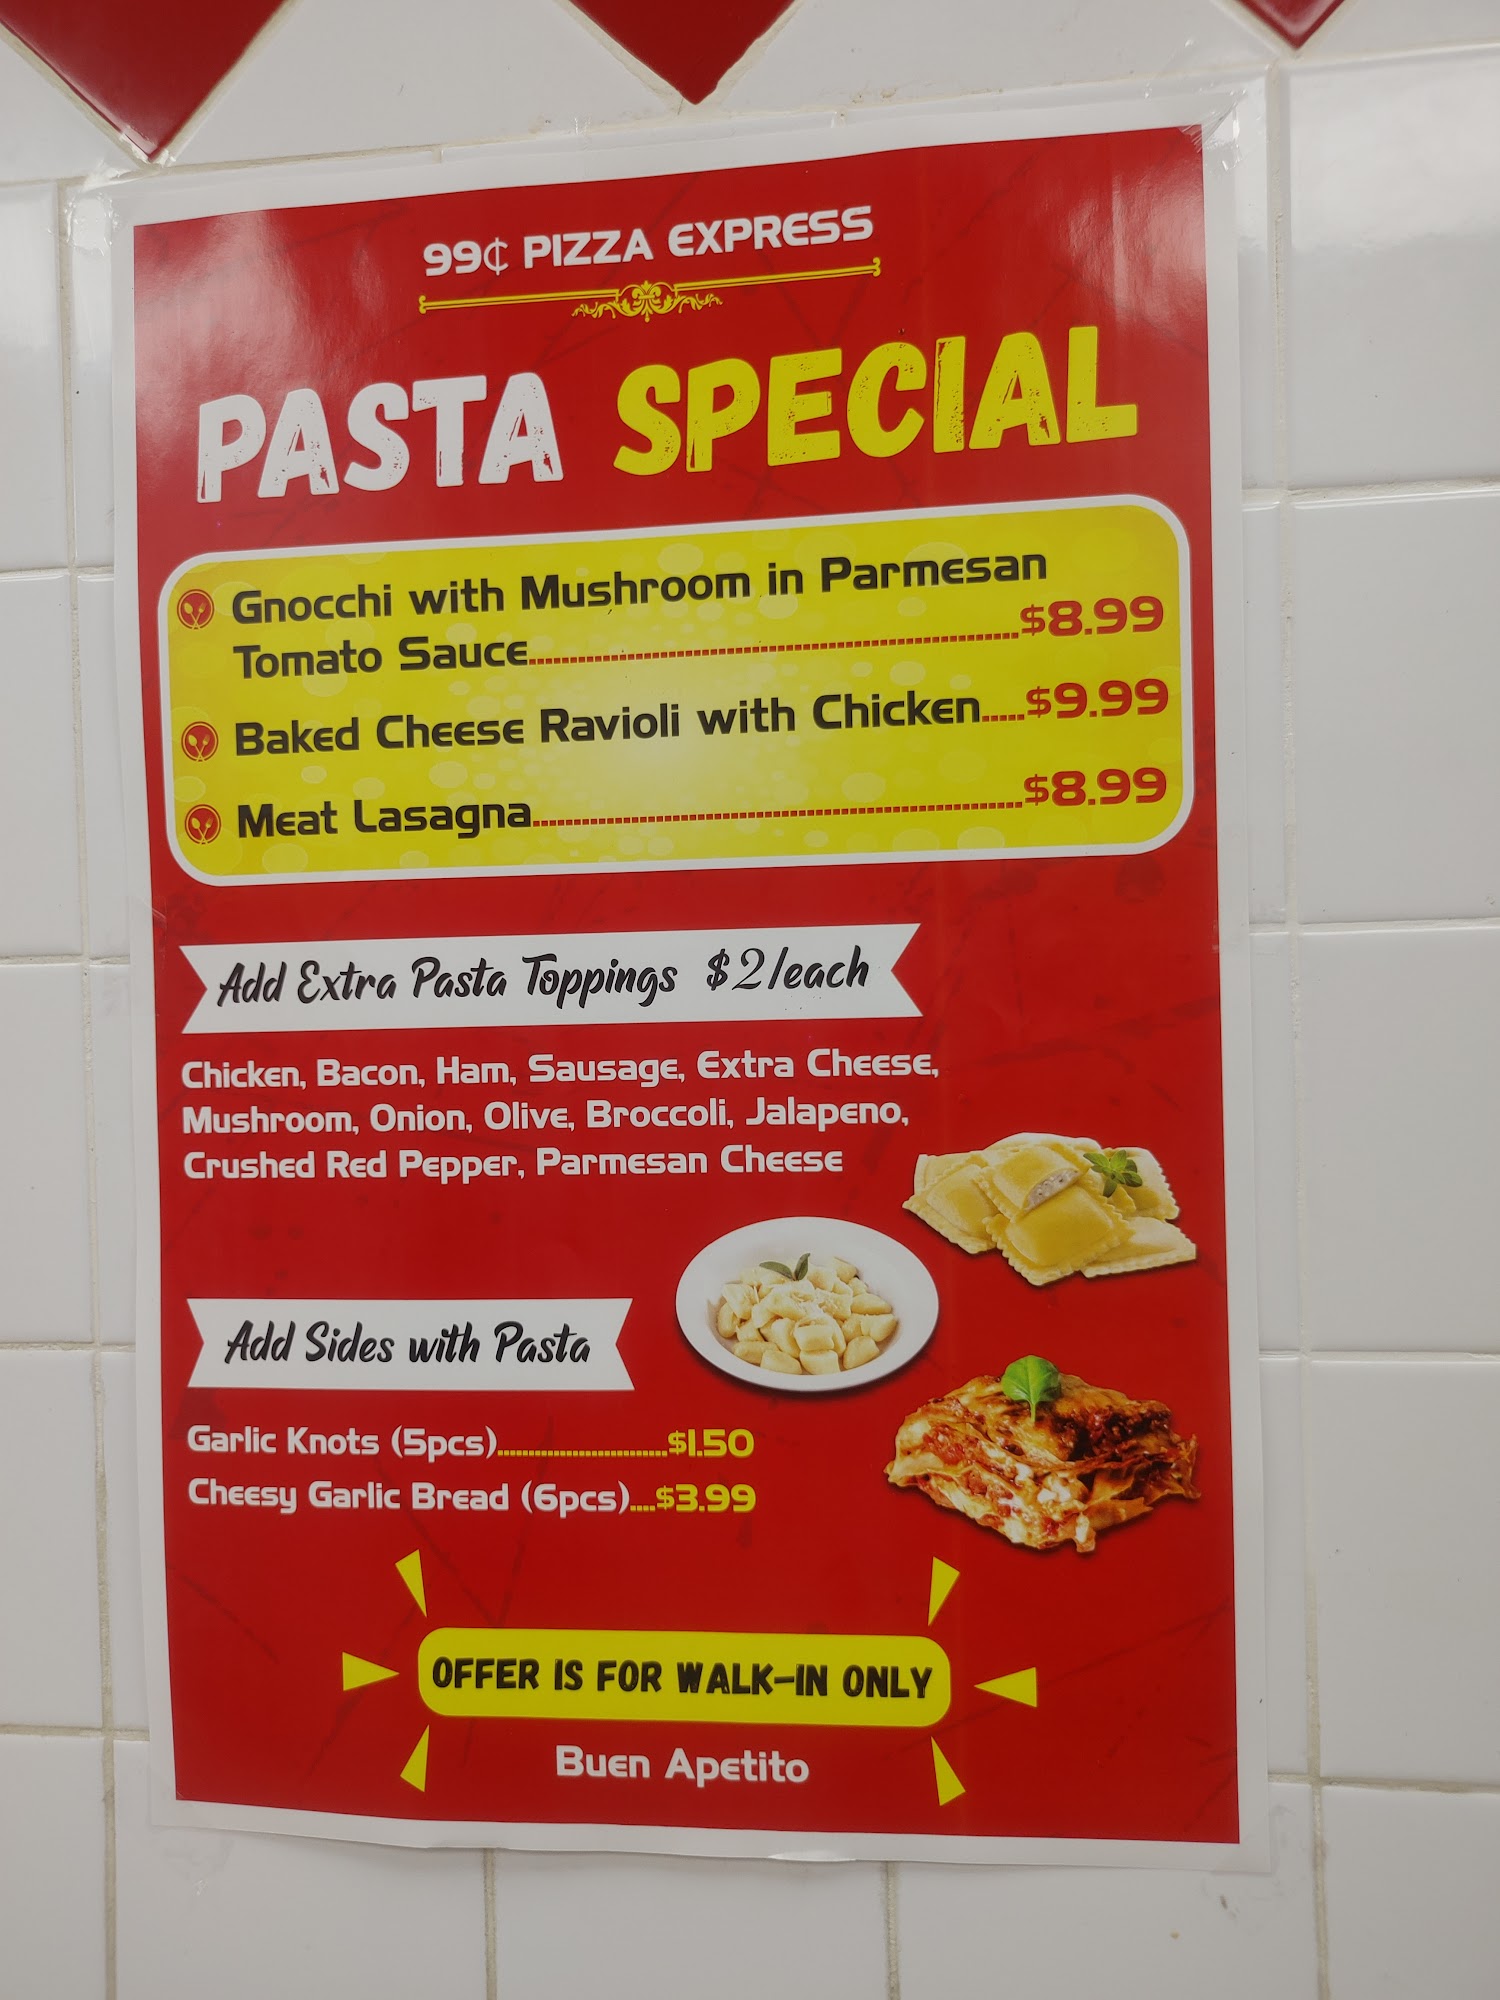 99¢ PIZZA EXPRESS
PASTA SPECIAL
Gnocchi with Mushroom in Parmesan
Tomato Sauce....................$8.99
Baked Cheese Ravioli with Chicken.....$9.99
Meat Lasagna....................$8.99
Add Extra Pasta Toppings $2/each
Chicken, Bacon, Ham, Sausage, Extra Cheese,
Mushroom, Onion, Olive, Broccoli, Jalapeno,
Crushed Red Pepper, Parmesan Cheese
Add Sides with Pasta
Garlic Knots (5pcs)....................$1.50
Cheesy Garlic Bread (6pcs)....$3.99
OFFER IS FOR WALK-IN ONLY
Buen Apetito